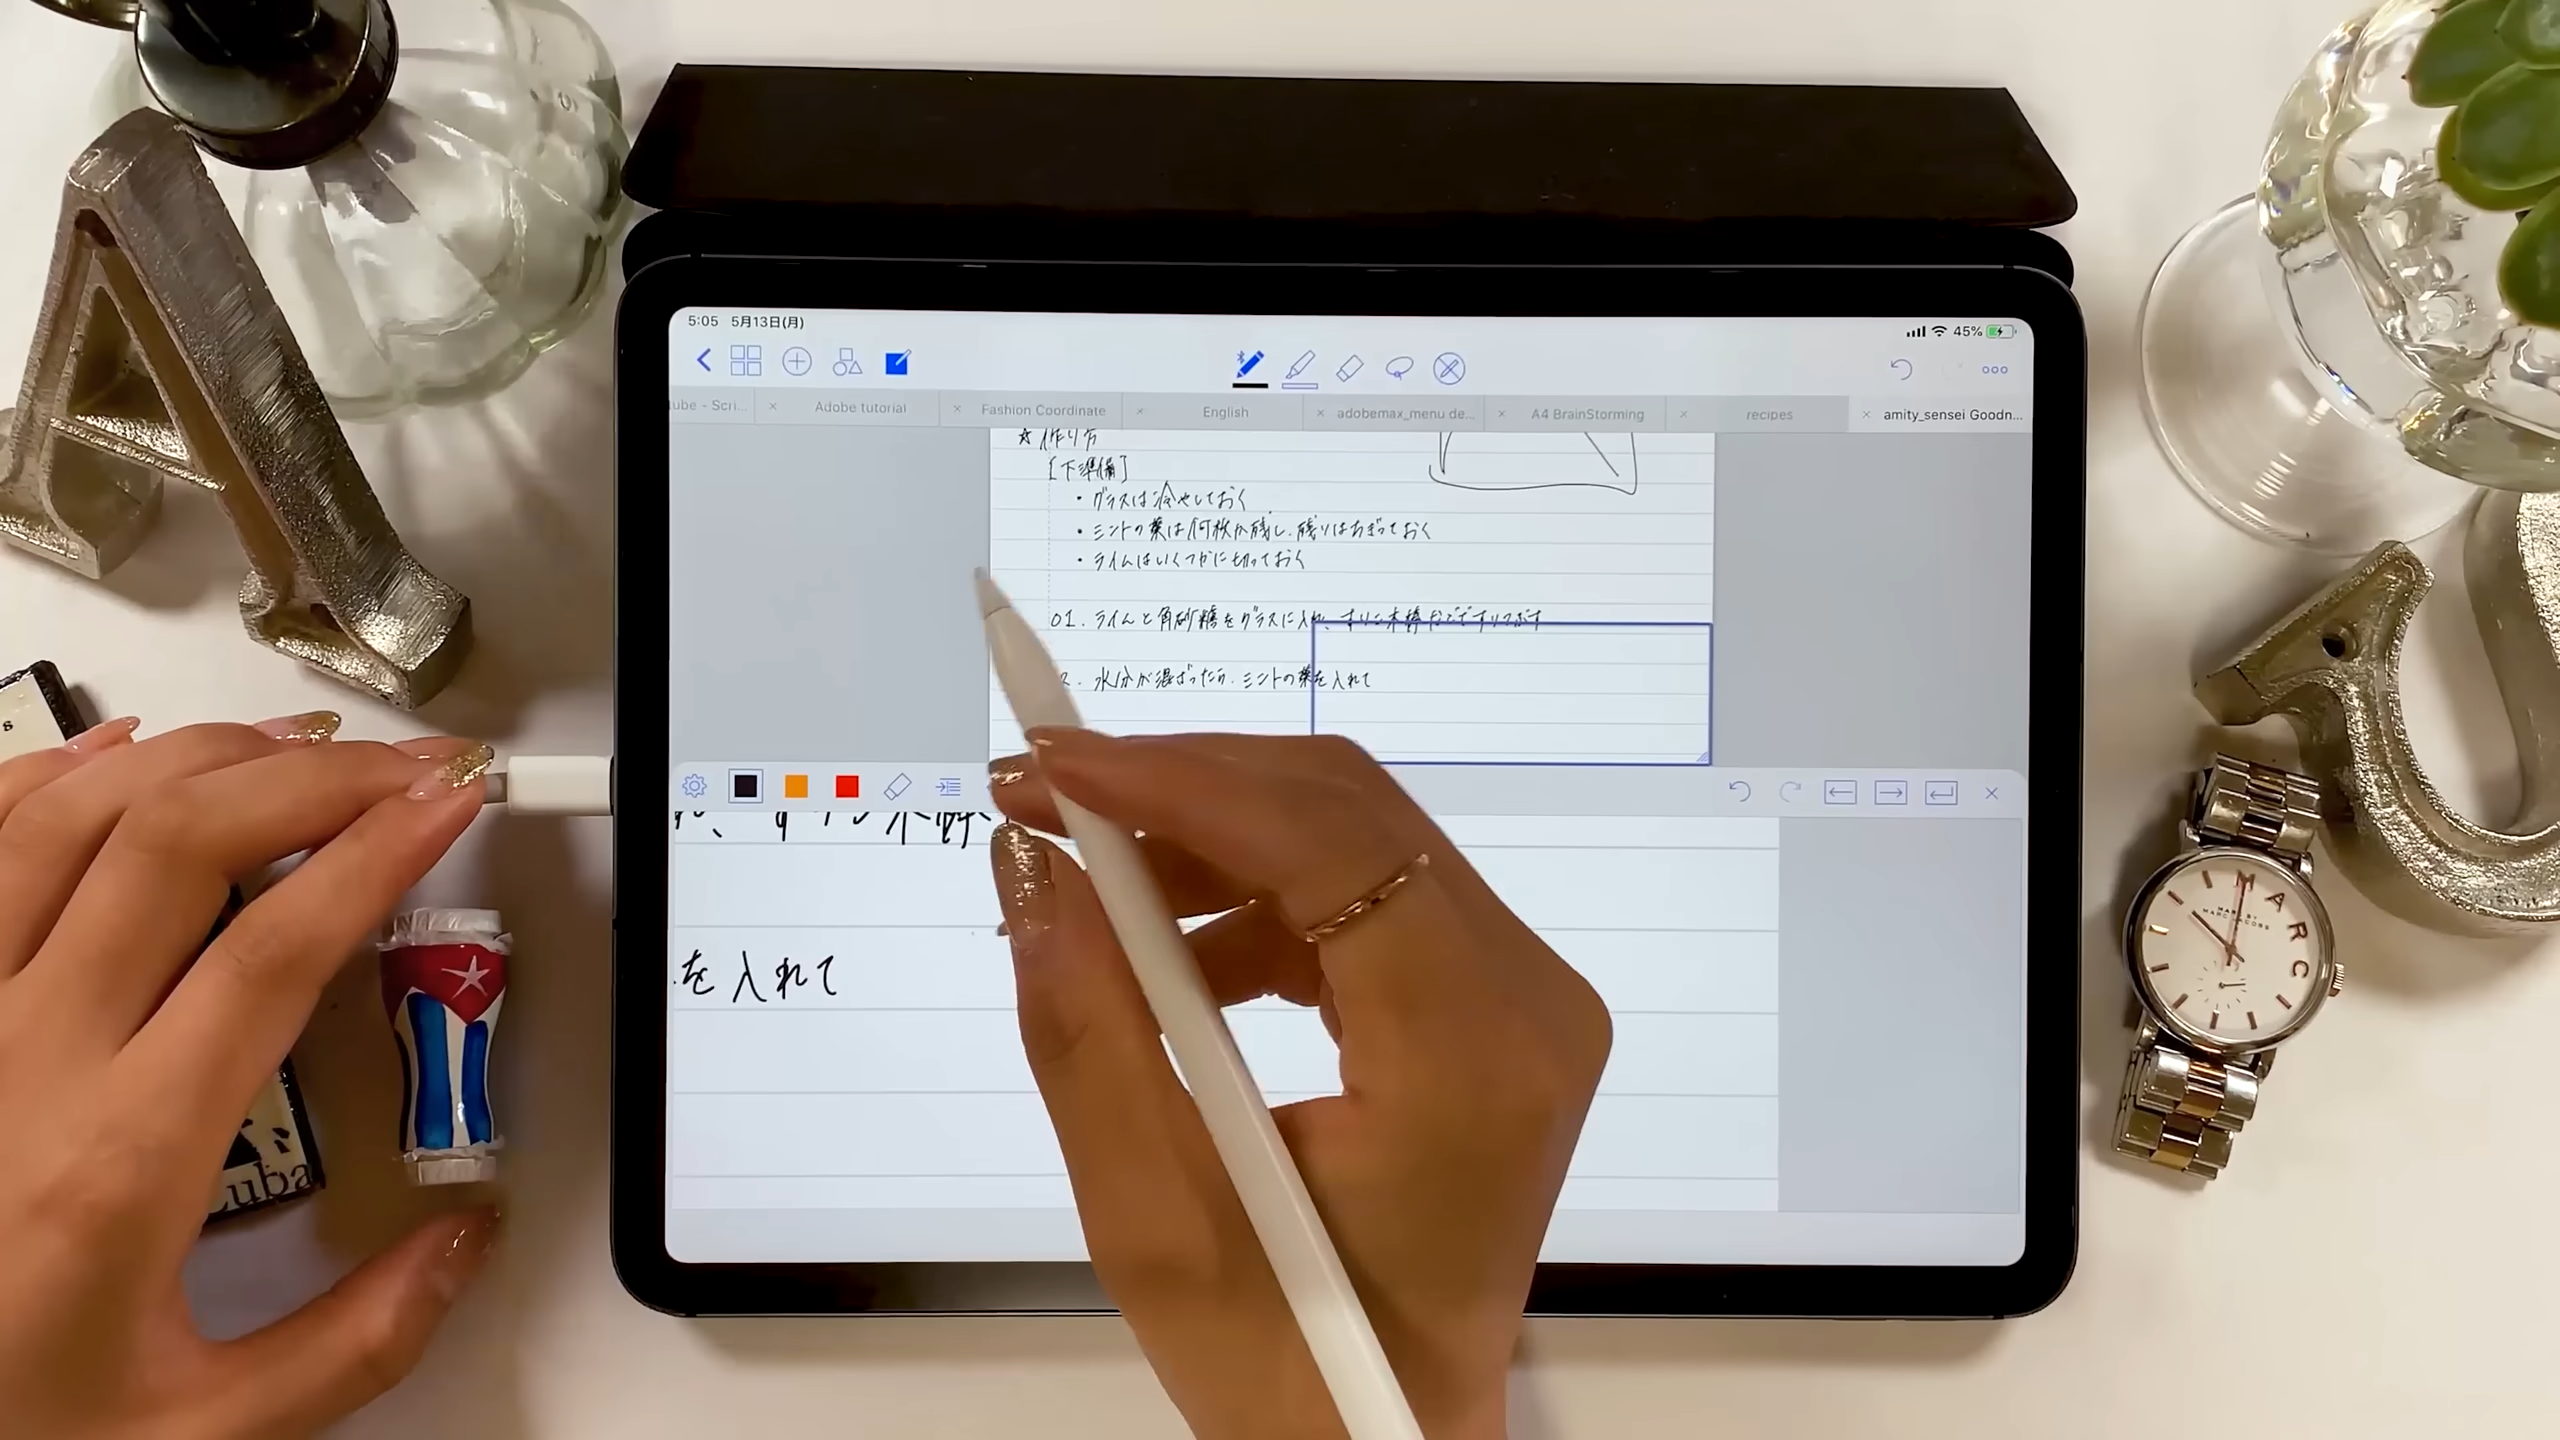 5:05 5月13日(月)
45%
ube - Scri...
Adobe tutorial
Fashion Coordinate
English
adobemax_menu de...
A4 BrainStorming
recipes
amity_sensei Goodn...
☆作り方
[下準備]
・グラスは冷やしておく
・ミントの葉は何枚か残し、残りはちぎっておく
・ライムはいくつかに切っておく
01. ライムと角砂糖をグラスに入れ、すりこ木棒などですりつぶす
2. 水分が混ざったら、ミントの葉を入れて
を入れて
s
Cuba
MARC
MARC BY
MARC JACOBS